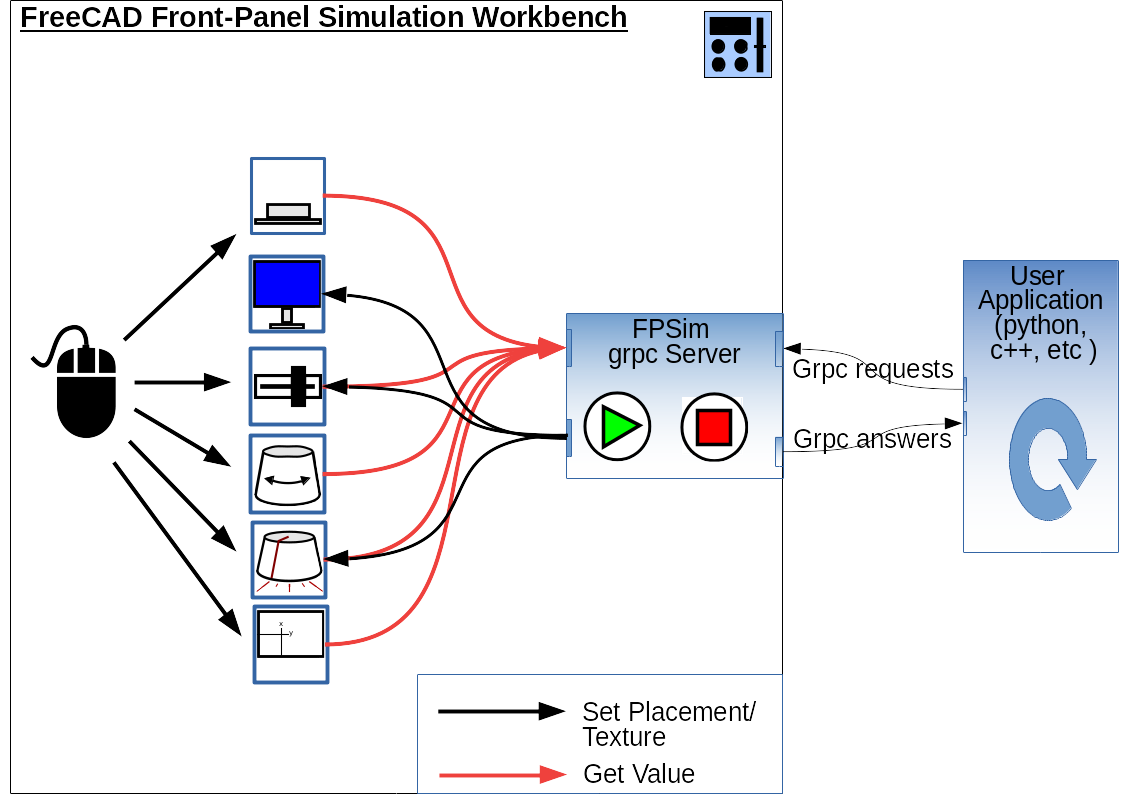 FreeCAD Front-Panel Simulation Workbench
FPSim
grpc Server
User
Application
(python,
c++, etc )
Grpc requests
Grpc answers
x
y
Set Placement/
Texture
Get Value